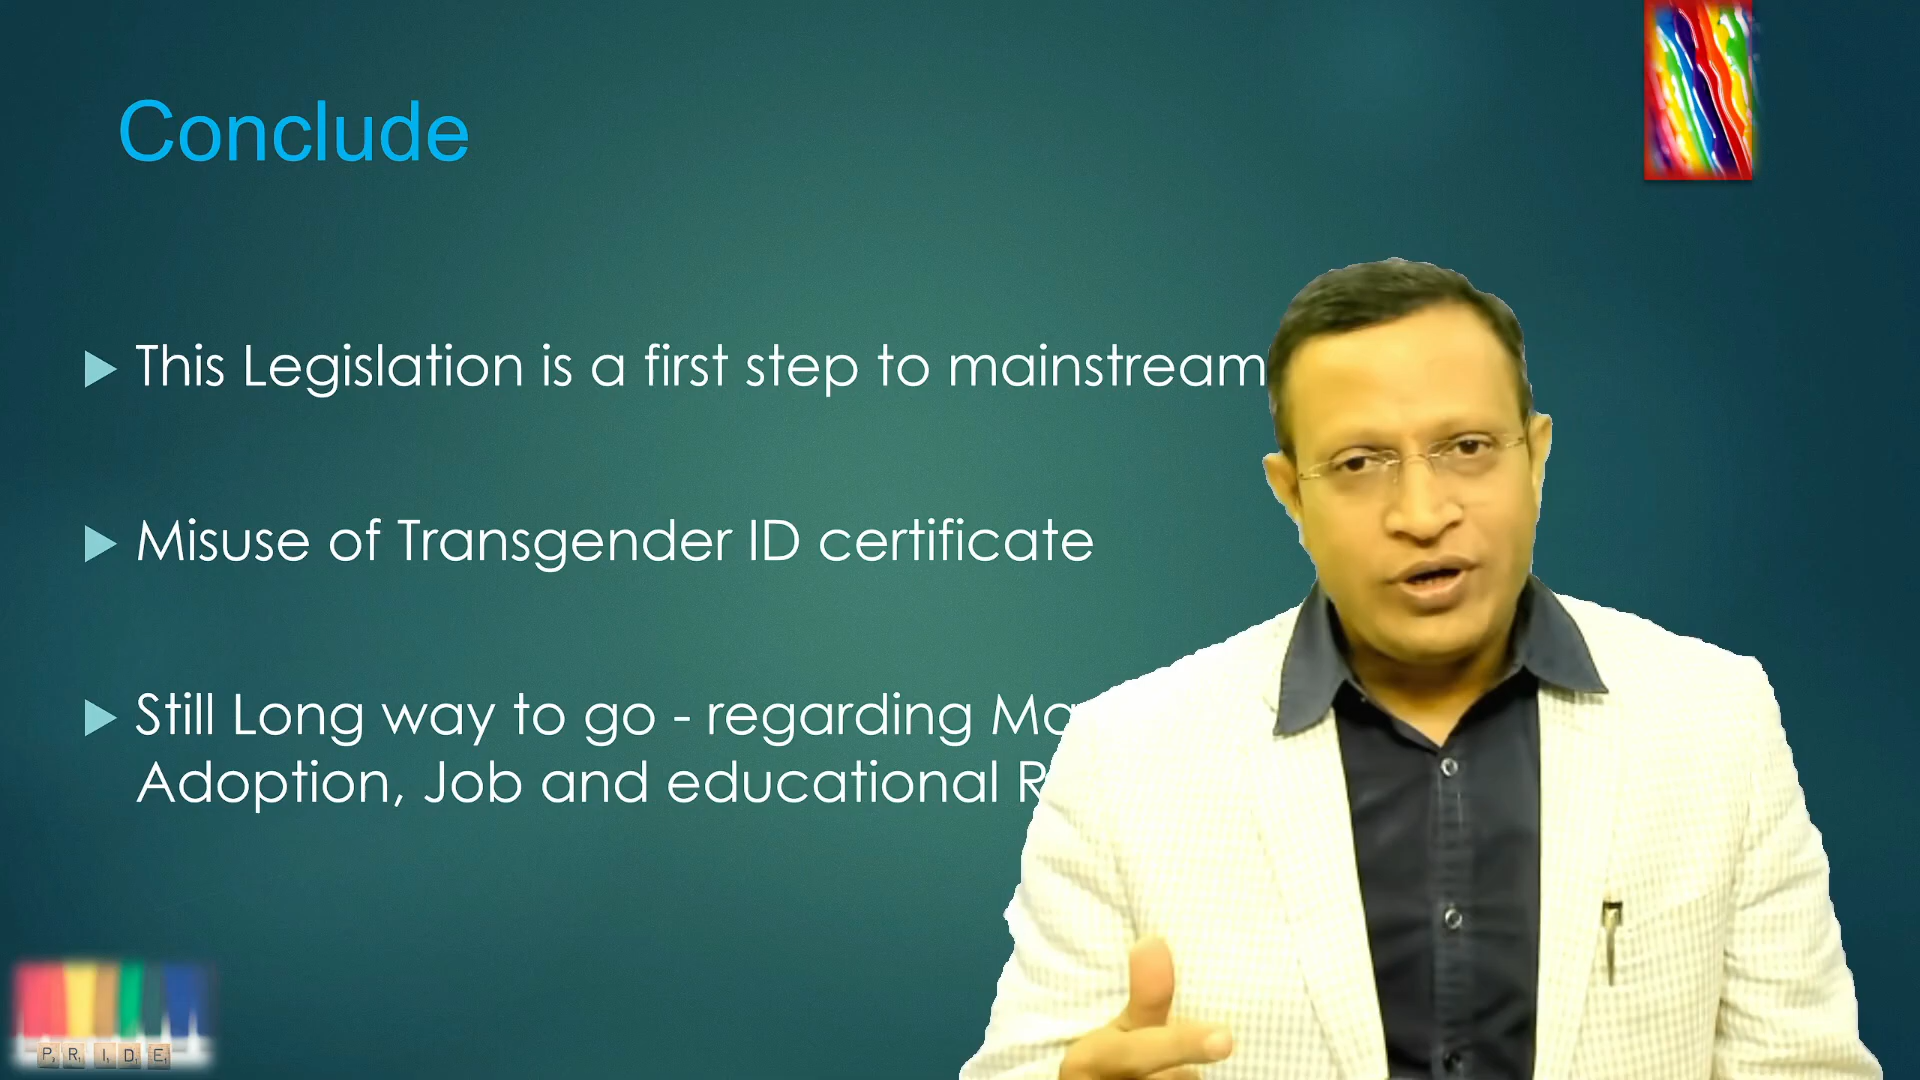 Conclude
This Legislation is a first step to mainstream
Misuse of Transgender ID certificate
Still Long way to go - regarding
Adoption, Job and educational
PRIDE